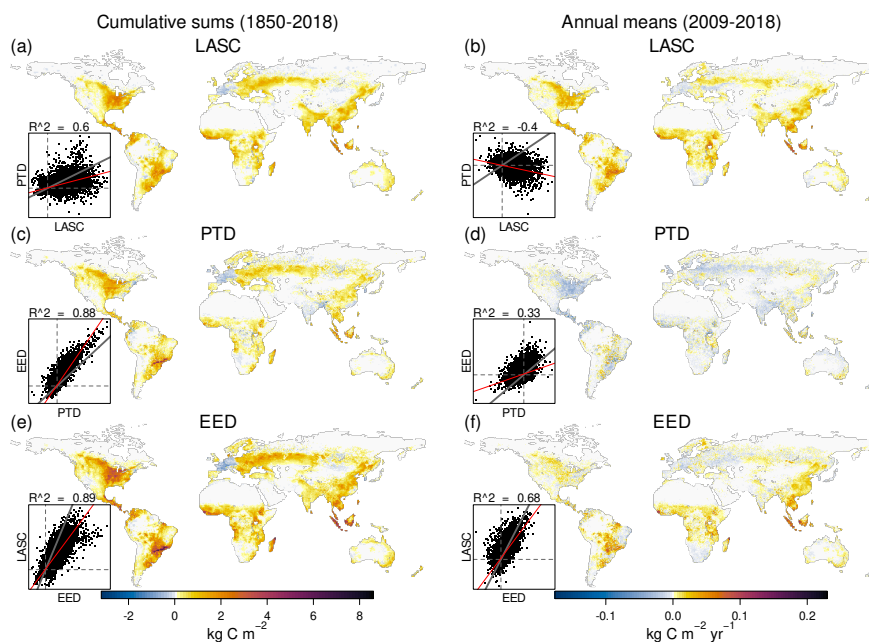 Cumulative sums (1850-2018)
Annual means (2009-2018)
(a)
LASC
R^2 = 0.6
PTD
LASC
(b)
LASC
R^2 = -0.4
PTD
LASC
(c)
PTD
R^2 = 0.88
EED
PTD
(d)
PTD
R^2 = 0.33
EED
PTD
(e)
EED
R^2 = 0.89
LASC
EED
(f)
EED
R^2 = 0.68
LASC
EED
-2 0 2 4 6 8
kg C m−2
-0.1 0.0 0.1 0.2
kg C m−2 yr−1